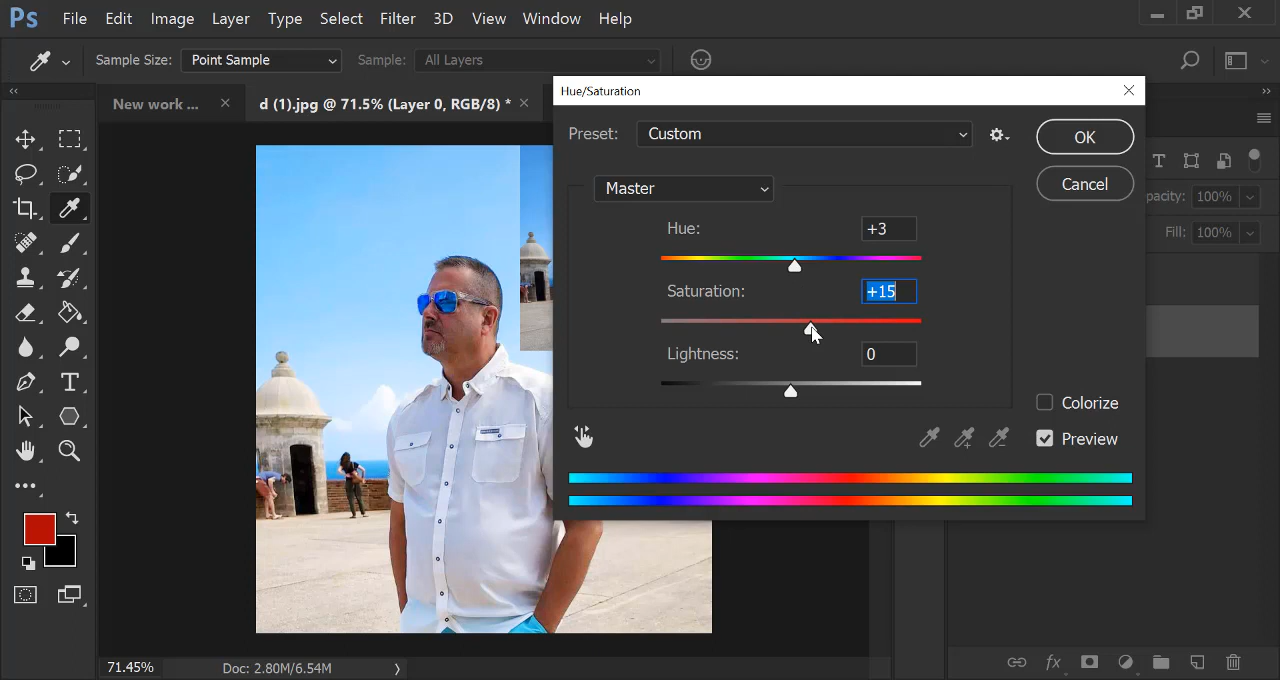 Ps File Edit Image Layer Type Select Filter 3D View Window Help
Sample Size: Point Sample Sample: All Layers
New work ... d (1).jpg @ 71.5% (Layer 0, RGB/8) *
Hue/Saturation
Preset: Custom
OK
Master
Cancel
Hue: +3
Saturation: +15
Lightness: 0
Colorize
Preview
pacity: 100%
Fill: 100%
T
T
fx
71.45% Doc: 2.80M/6.54M